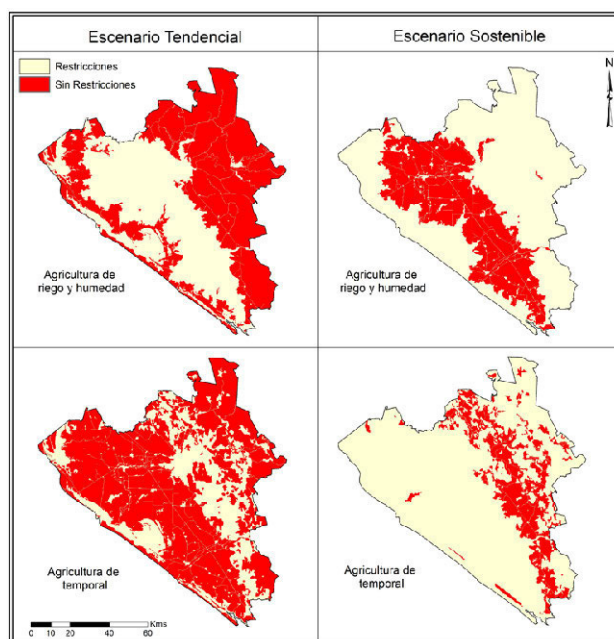 Escenario Tendencial
Escenario Sostenible
Restricciones
Sin Restricciones
N
Agricultura de
riego y humedad
Agricultura de
riego y humedad
Agricultura de
temporal
Agricultura de
temporal
0 10 20 40 60
Kms